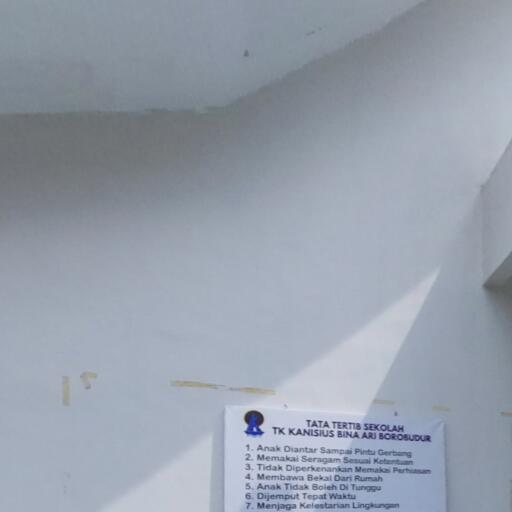 TATA TERTIB SEKOLAH
TK KANISIUS BINA ARI BOROBUDUR
1. Anak Diantar Sampai Pintu Gerbang
2. Memakai Seragam Sesuai Ketentuan
3. Tidak Diperkenankan Memakai Perhiasan
4. Membawa Bekal Dari Rumah
5. Anak Tidak Boleh Di Tunggu
6. Dijemput Tepat Waktu
7. Menjaga Kelestarian Lingkungan